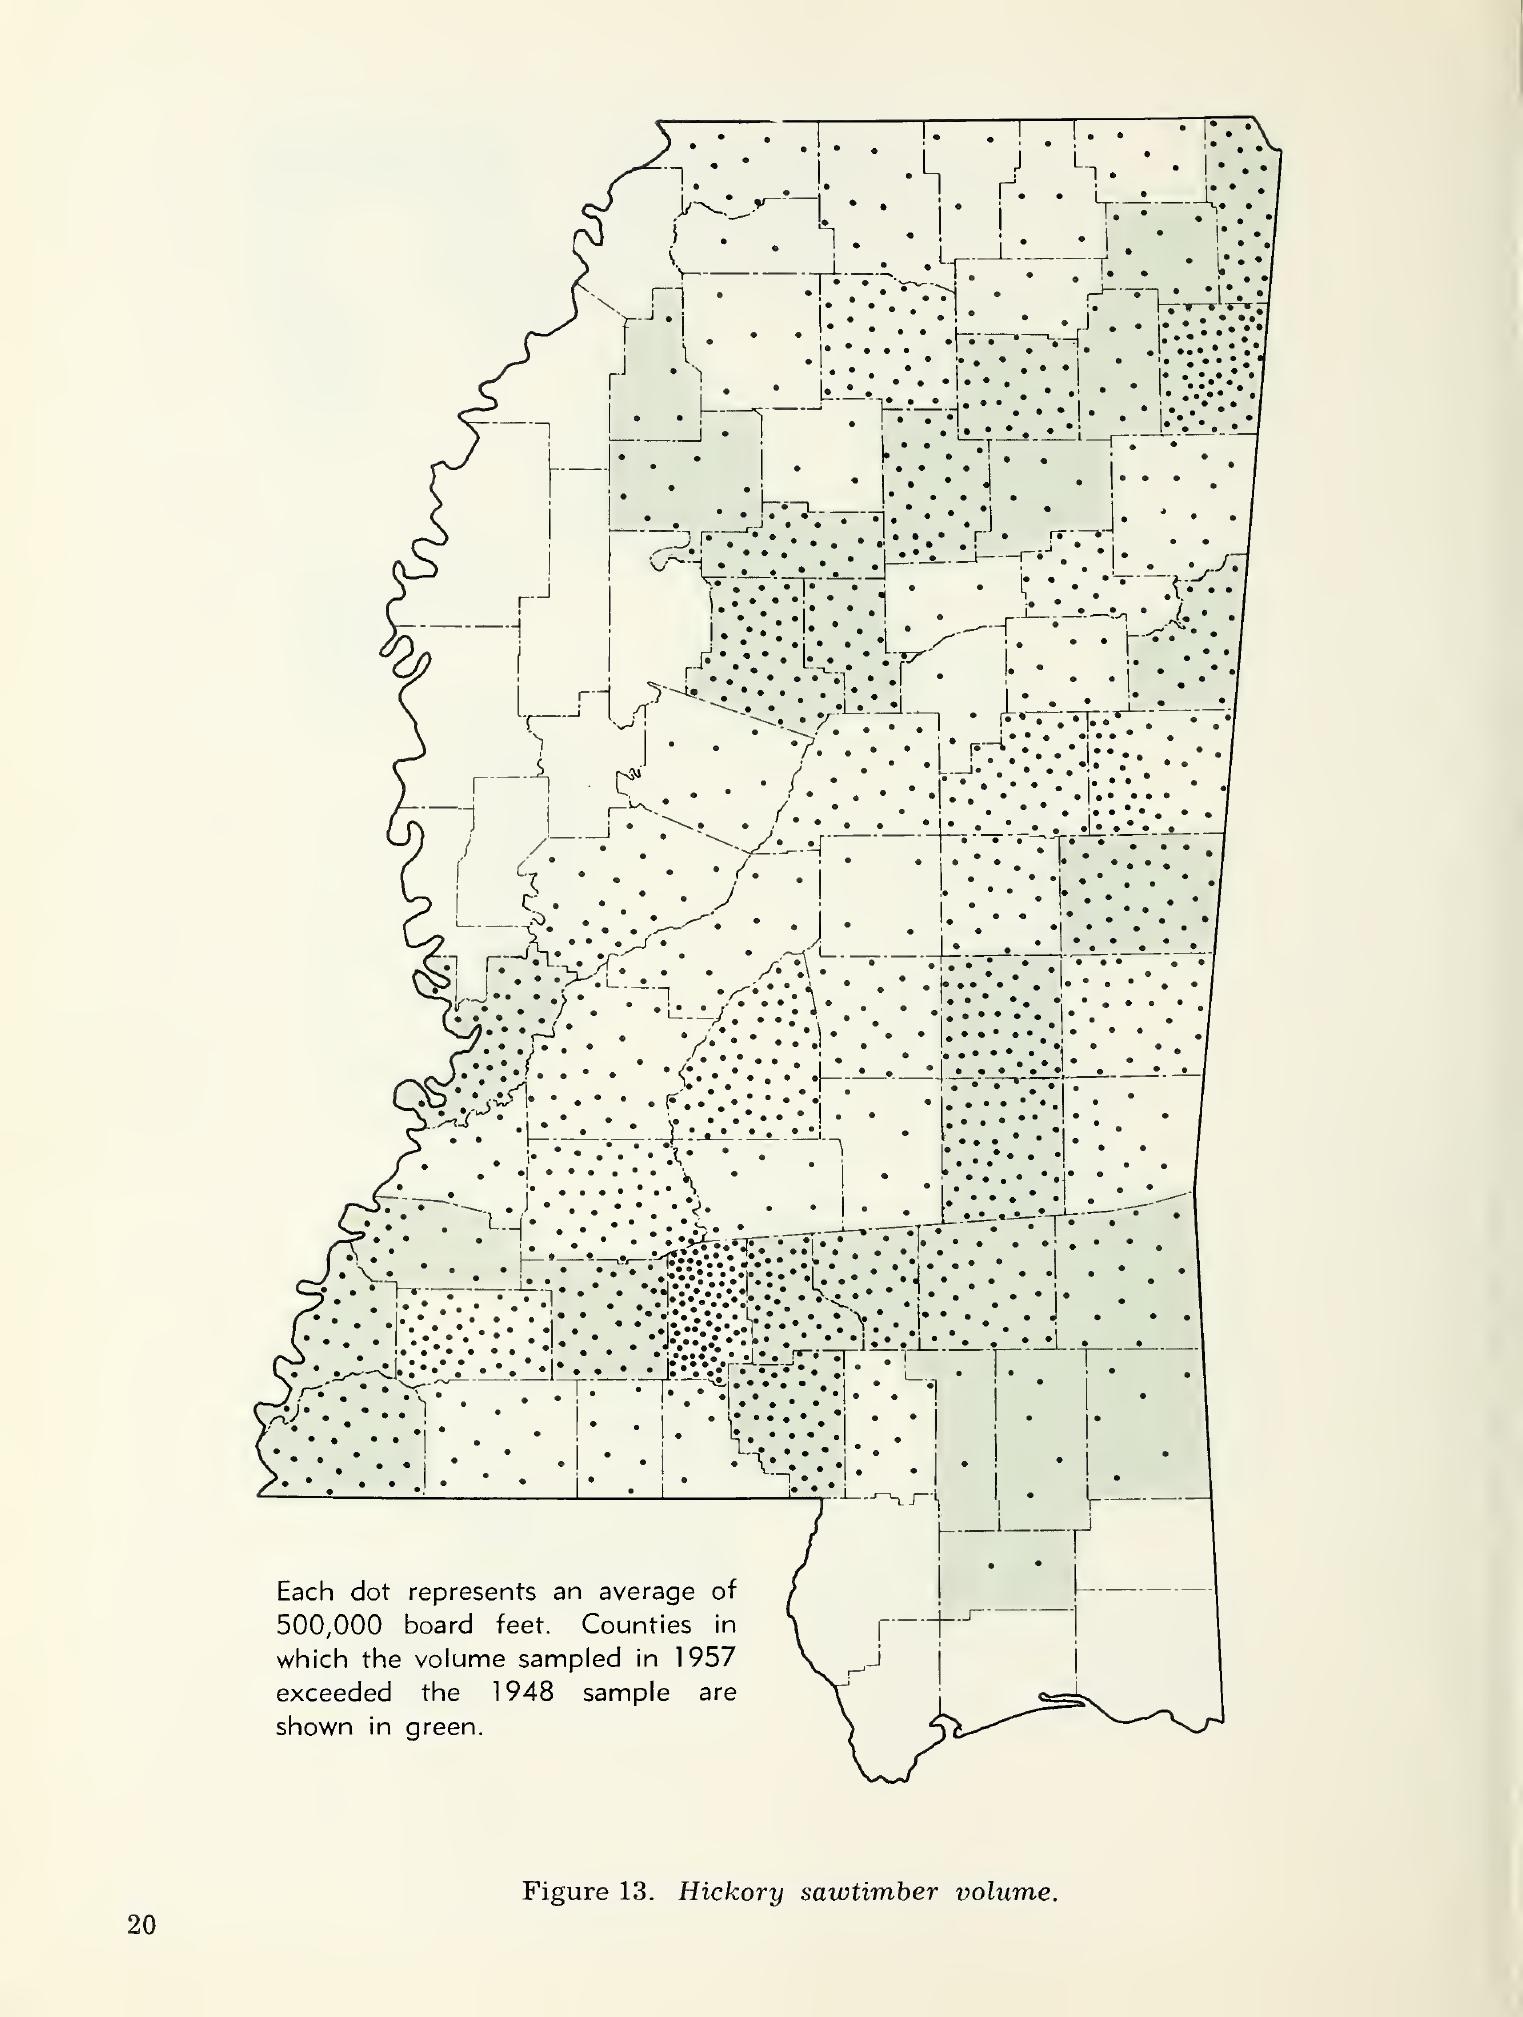 Each dot represents an average of
500,000 board feet. Counties in
which the volume sampled in 1957
exceeded the 1948 sample are
shown in green.
Figure 13. Hickory sawtimber volume.
20